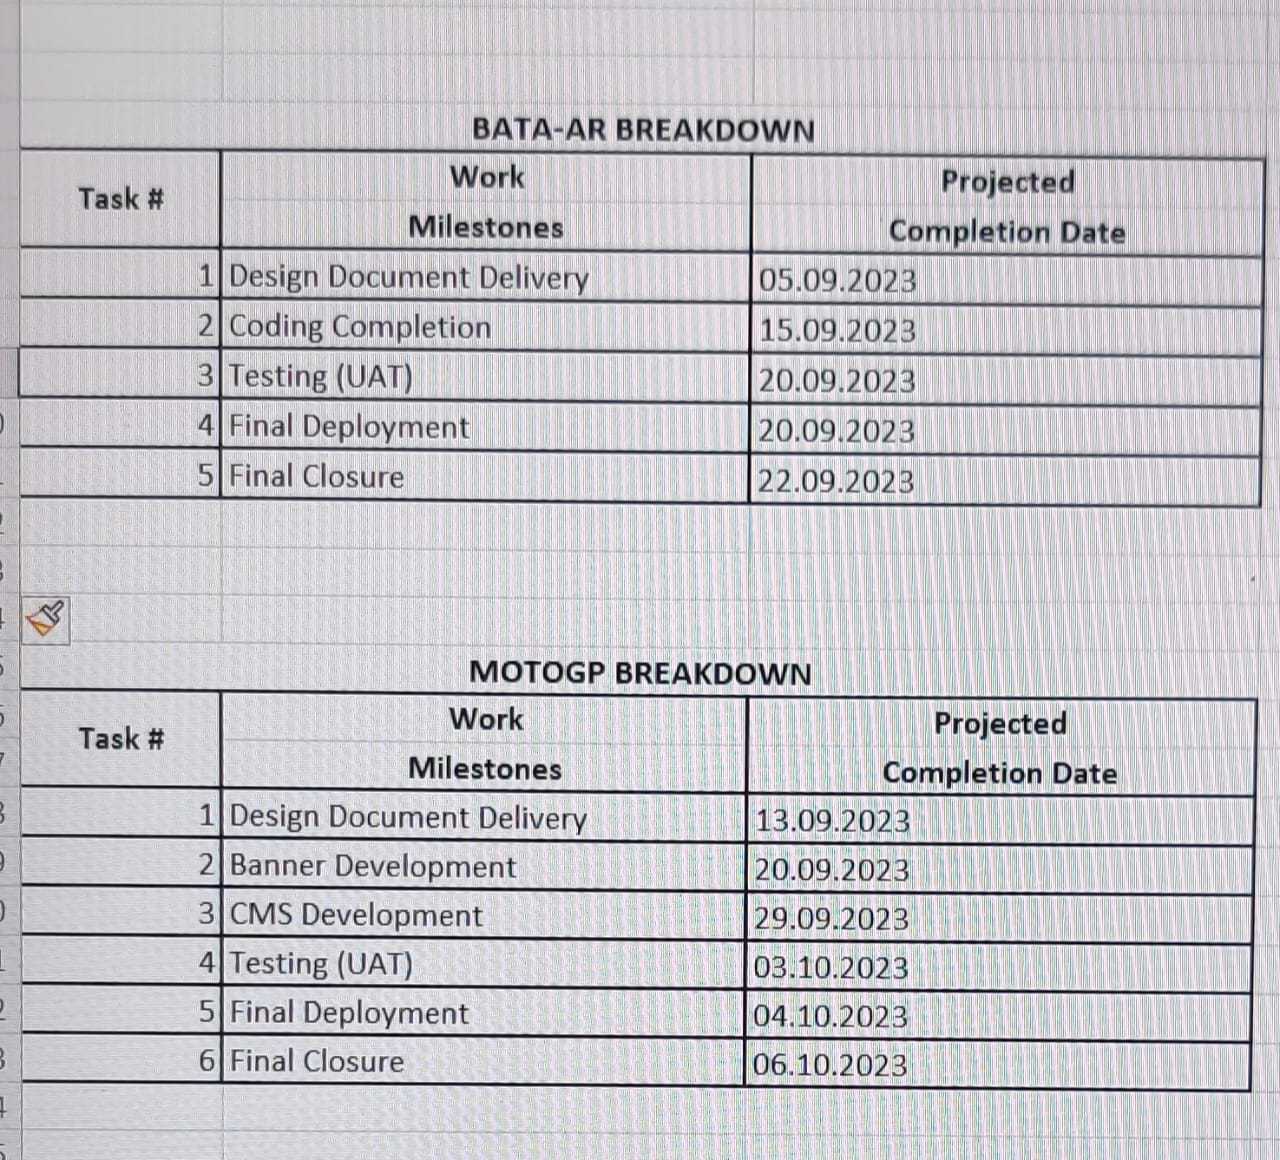 BATA-AR BREAKDOWN
Task # Work Milestones Projected Completion Date
1 Design Document Delivery 05.09.2023
2 Coding Completion 15.09.2023
3 Testing (UAT) 20.09.2023
4 Final Deployment 20.09.2023
5 Final Closure 22.09.2023
MOTOGP BREAKDOWN
Task # Work Milestones Projected Completion Date
1 Design Document Delivery 13.09.2023
2 Banner Development 20.09.2023
3 CMS Development 29.09.2023
4 Testing (UAT) 03.10.2023
5 Final Deployment 04.10.2023
6 Final Closure 06.10.2023